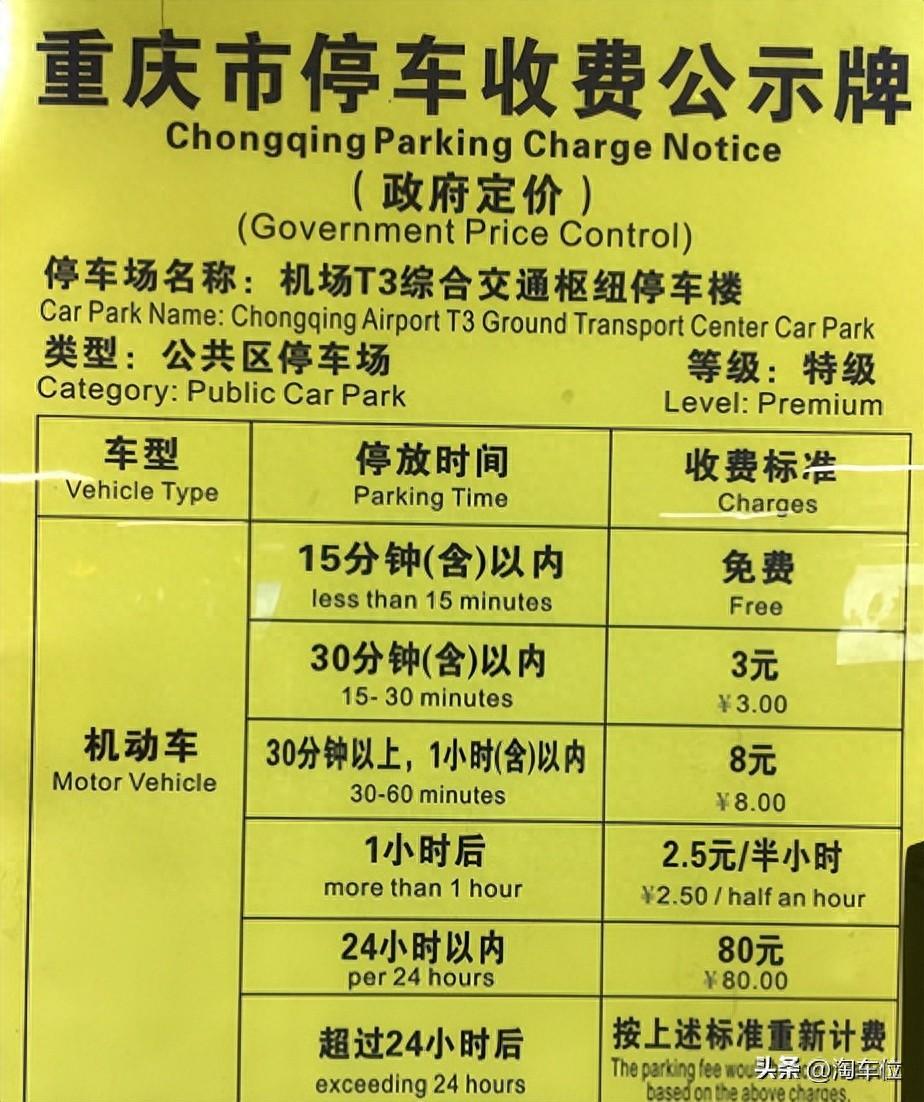 重庆市停车收费公示牌
Chongqing Parking Charge Notice
（政府定价）
(Government Price Control)
停车场名称：机场T3综合交通枢纽停车楼
Car Park Name: Chongqing Airport T3 Ground Transport Center Car Park
类型：公共区停车场 等级：特级
Category: Public Car Park Level: Premium
车型 停放时间 收费标准
Vehicle Type Parking Time Charges
15分钟(含)以内 免费
less than 15 minutes Free
30分钟(含)以内 3元
15- 30 minutes ¥3.00
机动车
Motor Vehicle
30分钟以上，1小时(含)以内 8元
30-60 minutes ¥8.00
1小时后 2.5元/半小时
more than 1 hour ¥2.50 / half an hour
24小时以内 80元
per 24 hours ¥80.00
超过24小时后 按上述标准重新计费
exceeding 24 hours The parking fee
based on the above charges.
头条@淘车位